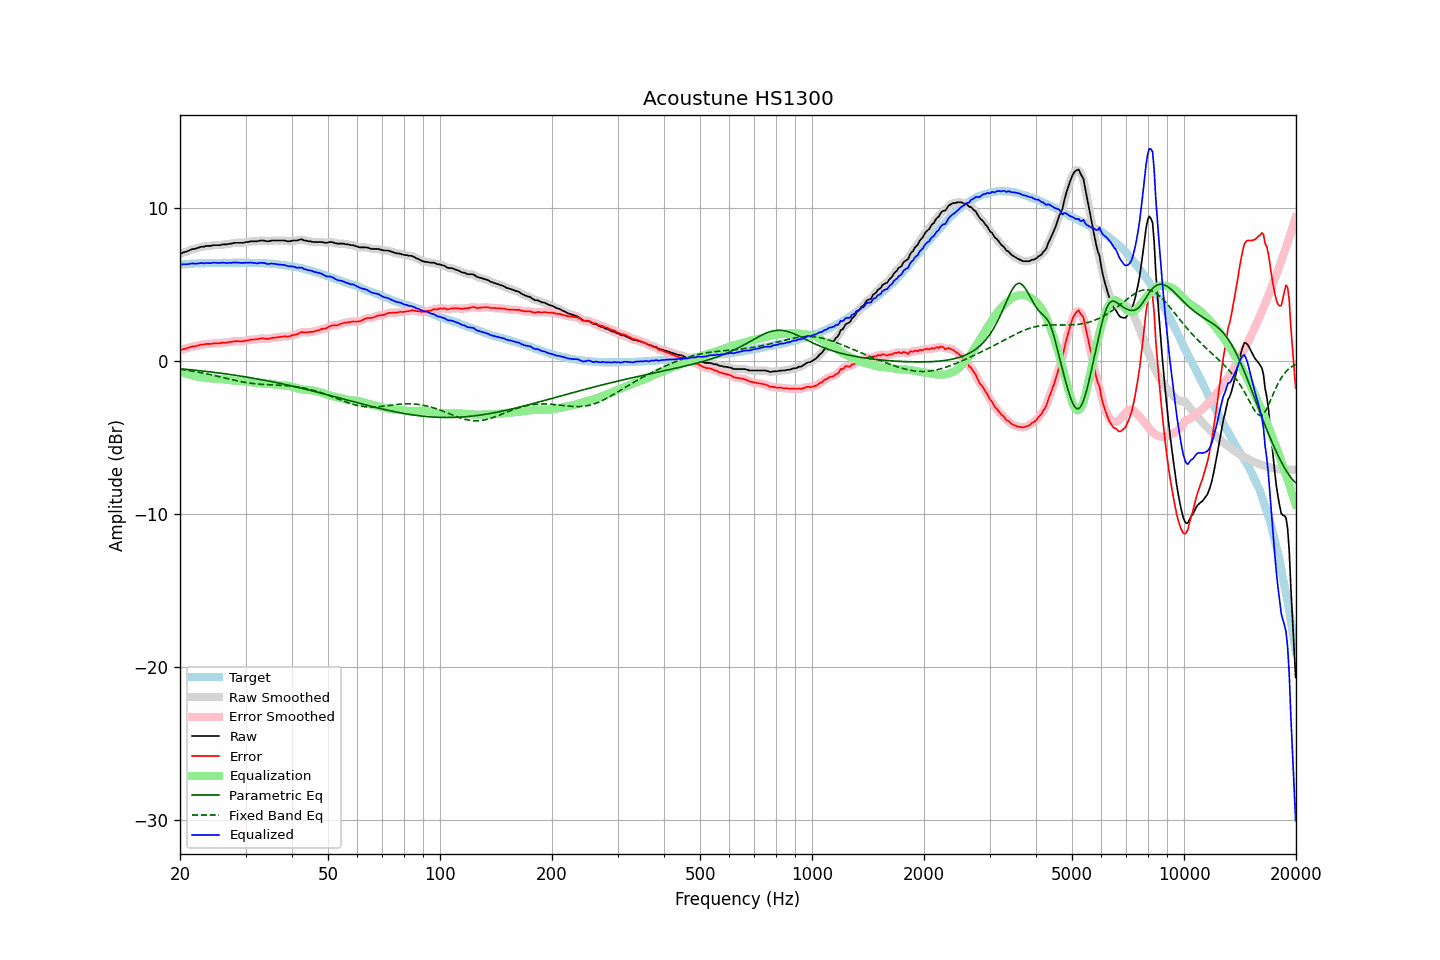 Acoustune HS1300
Amplitude (dBr)
10
0
−10
−20
−30
Target
Raw Smoothed
Error Smoothed
Raw
Error
Equalization
Parametric Eq
Fixed Band Eq
Equalized
20 50 100 200 500 1000 2000 5000 10000 20000
Frequency (Hz)